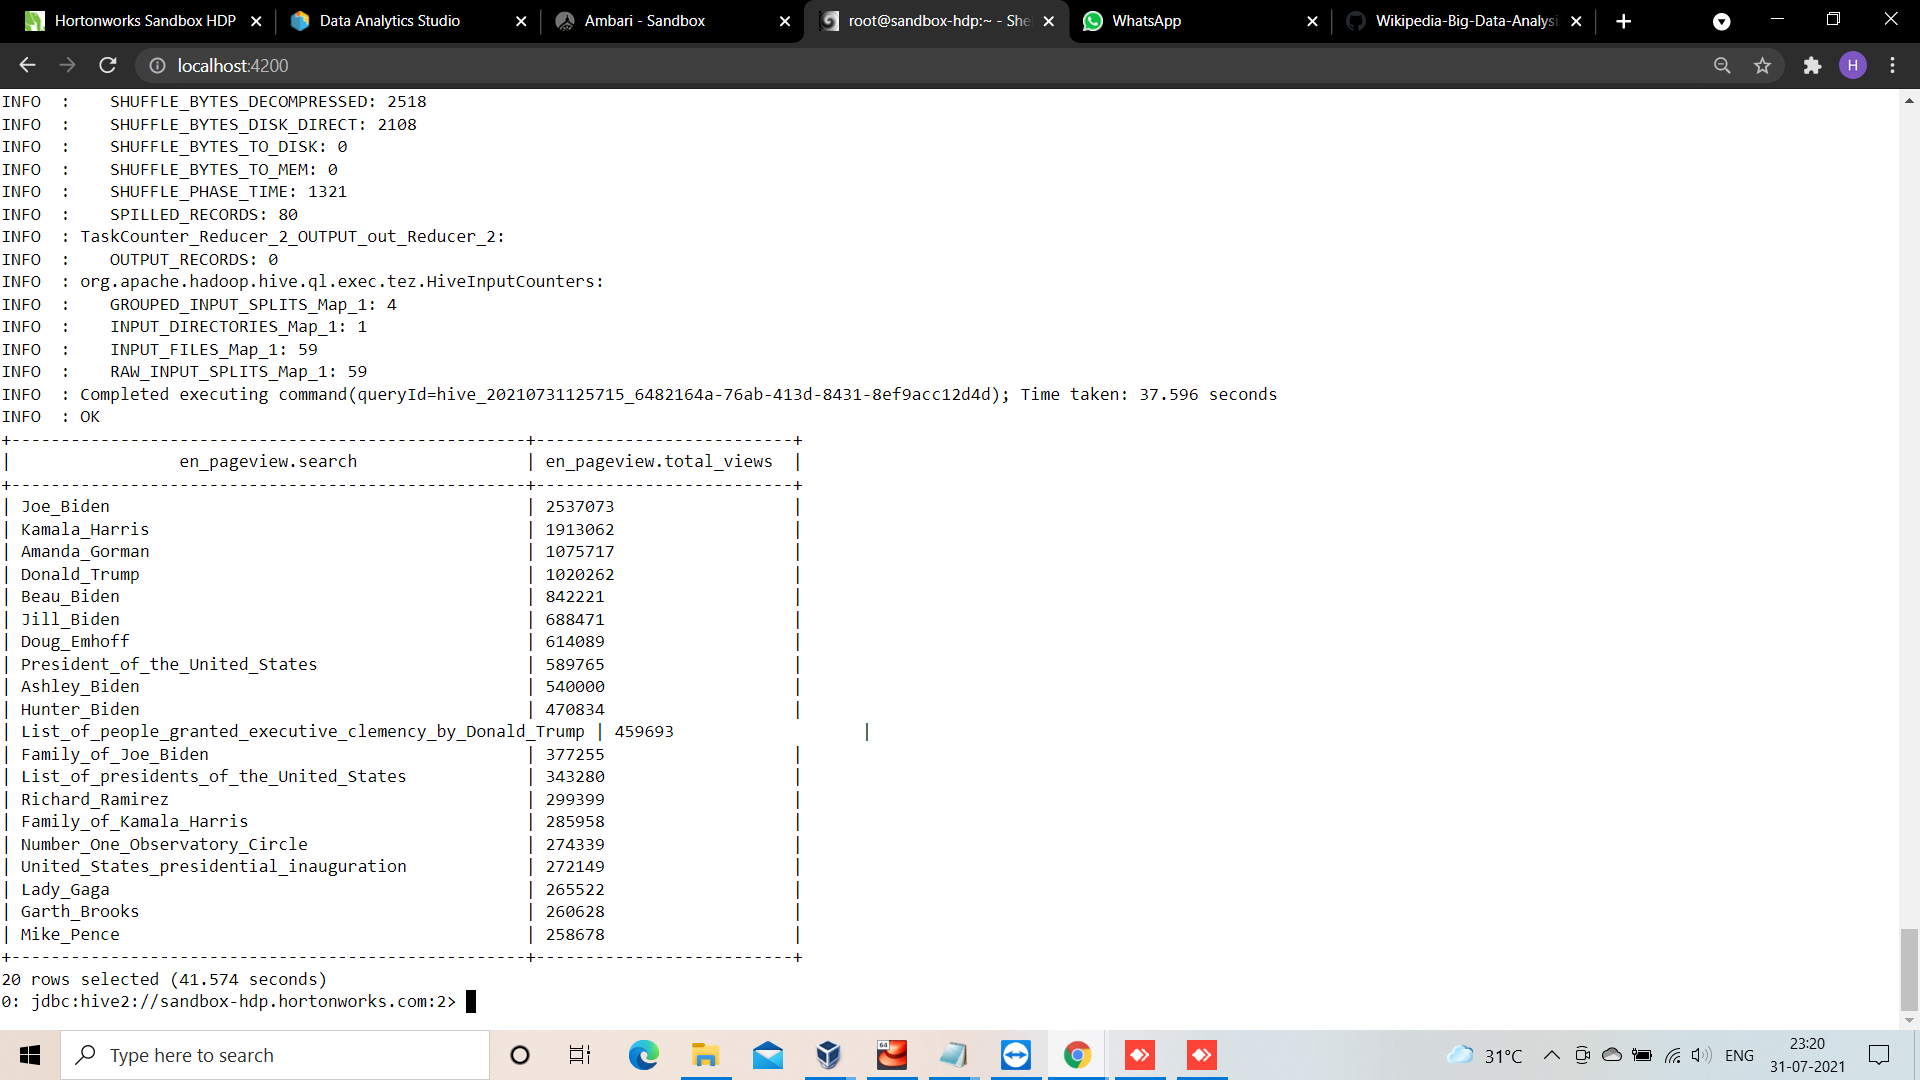 Hortonworks Sandbox HDP
Data Analytics Studio
Ambari - Sandbox
root@sandbox-hdp:~ - She
WhatsApp
Wikipedia-Big-Data-Analysi
localhost:4200
H
INFO  :    SHUFFLE_BYTES_DECOMPRESSED: 2518
INFO  :    SHUFFLE_BYTES_DISK_DIRECT: 2108
INFO  :    SHUFFLE_BYTES_TO_DISK: 0
INFO  :    SHUFFLE_BYTES_TO_MEM: 0
INFO  :    SHUFFLE_PHASE_TIME: 1321
INFO  :    SPILLED_RECORDS: 80
INFO  : TaskCounter_Reducer_2_OUTPUT_out_Reducer_2:
INFO  :    OUTPUT_RECORDS: 0
INFO  : org.apache.hadoop.hive.ql.exec.tez.HiveInputCounters:
INFO  :    GROUPED_INPUT_SPLITS_Map_1: 4
INFO  :    INPUT_DIRECTORIES_Map_1: 1
INFO  :    INPUT_FILES_Map_1: 59
INFO  :    RAW_INPUT_SPLITS_Map_1: 59
INFO  : Completed executing command(queryId=hive_20210731125715_6482164a-76ab-413d-8431-8ef9acc12d4d); Time taken: 37.596 seconds
INFO  : OK
+----------------------------------------------------+--------------------------+
|                 en_pageview.search                 | en_pageview.total_views  |
+----------------------------------------------------+--------------------------+
| Joe_Biden                                          | 2537073                  |
| Kamala_Harris                                      | 1913062                  |
| Amanda_Gorman                                      | 1075717                  |
| Donald_Trump                                       | 1020262                  |
| Beau_Biden                                         | 842221                   |
| Jill_Biden                                         | 688471                   |
| Doug_Emhoff                                        | 614089                   |
| President_of_the_United_States                     | 589765                   |
| Ashley_Biden                                       | 540000                   |
| Hunter_Biden                                       | 470834                   |
| List_of_people_granted_executive_clemency_by_Donald_Trump | 459693                   |
| Family_of_Joe_Biden                                | 377255                   |
| List_of_presidents_of_the_United_States            | 343280                   |
| Richard_Ramirez                                    | 299399                   |
| Family_of_Kamala_Harris                            | 285958                   |
| Number_One_Observatory_Circle                      | 274339                   |
| United_States_presidential_inauguration            | 272149                   |
| Lady_Gaga                                          | 265522                   |
| Garth_Brooks                                       | 260628                   |
| Mike_Pence                                         | 258678                   |
+----------------------------------------------------+--------------------------+
20 rows selected (41.574 seconds)
0: jdbc:hive2://sandbox-hdp.hortonworks.com:2>
Type here to search
64
31°C
ENG
23:20
31-07-2021